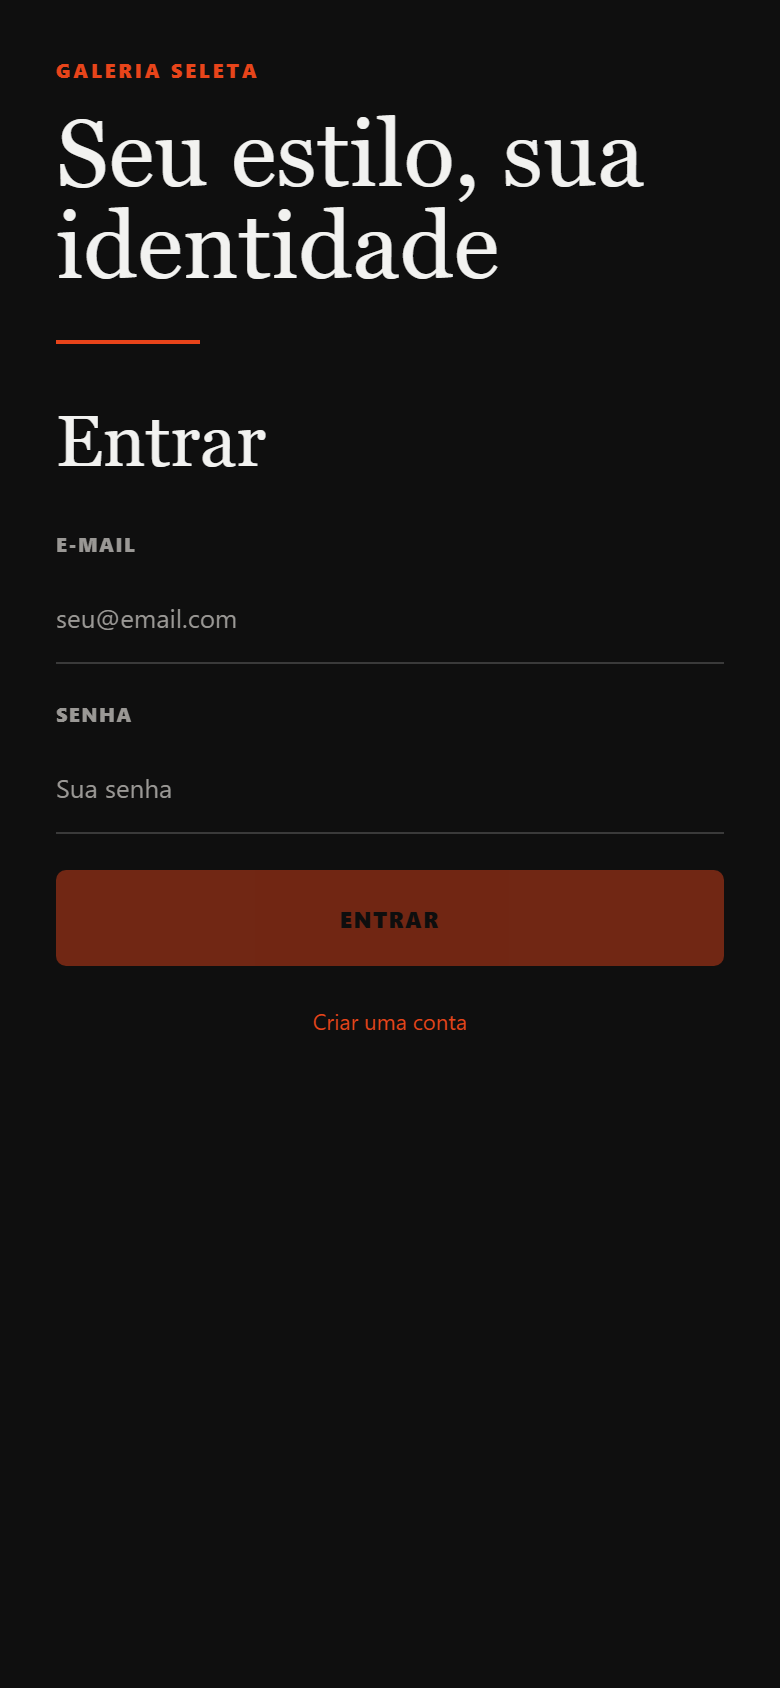 GALERIA SELETA
Seu estilo, sua
identidade
Entrar
E-MAIL
seu@email.com
SENHA
Sua senha
ENTRAR
Criar uma conta